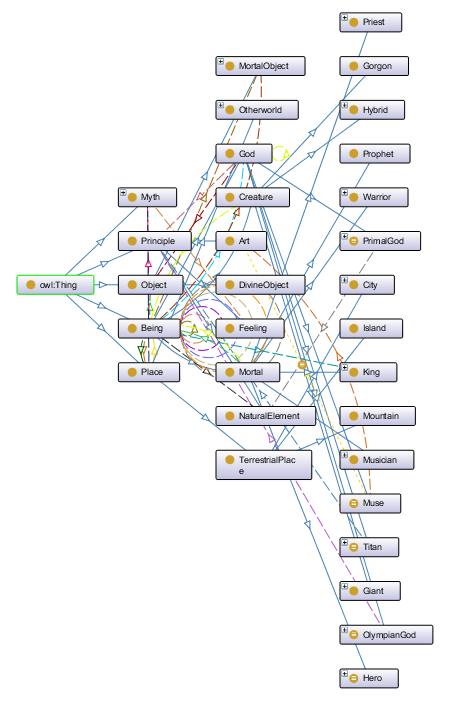 Priest
MortalObject
Gorgon
Otherworld
Hybrid
God
Prophet
Myth
Creature
Warrior
Principle
Art
PrimalGod
owl:Thing
Object
DivineObject
City
Being
Feeling
Island
Place
Mortal
King
NaturalElement
Mountain
TerrestrialPlac
e
Musician
Muse
Titan
Giant
OlympianGod
Hero